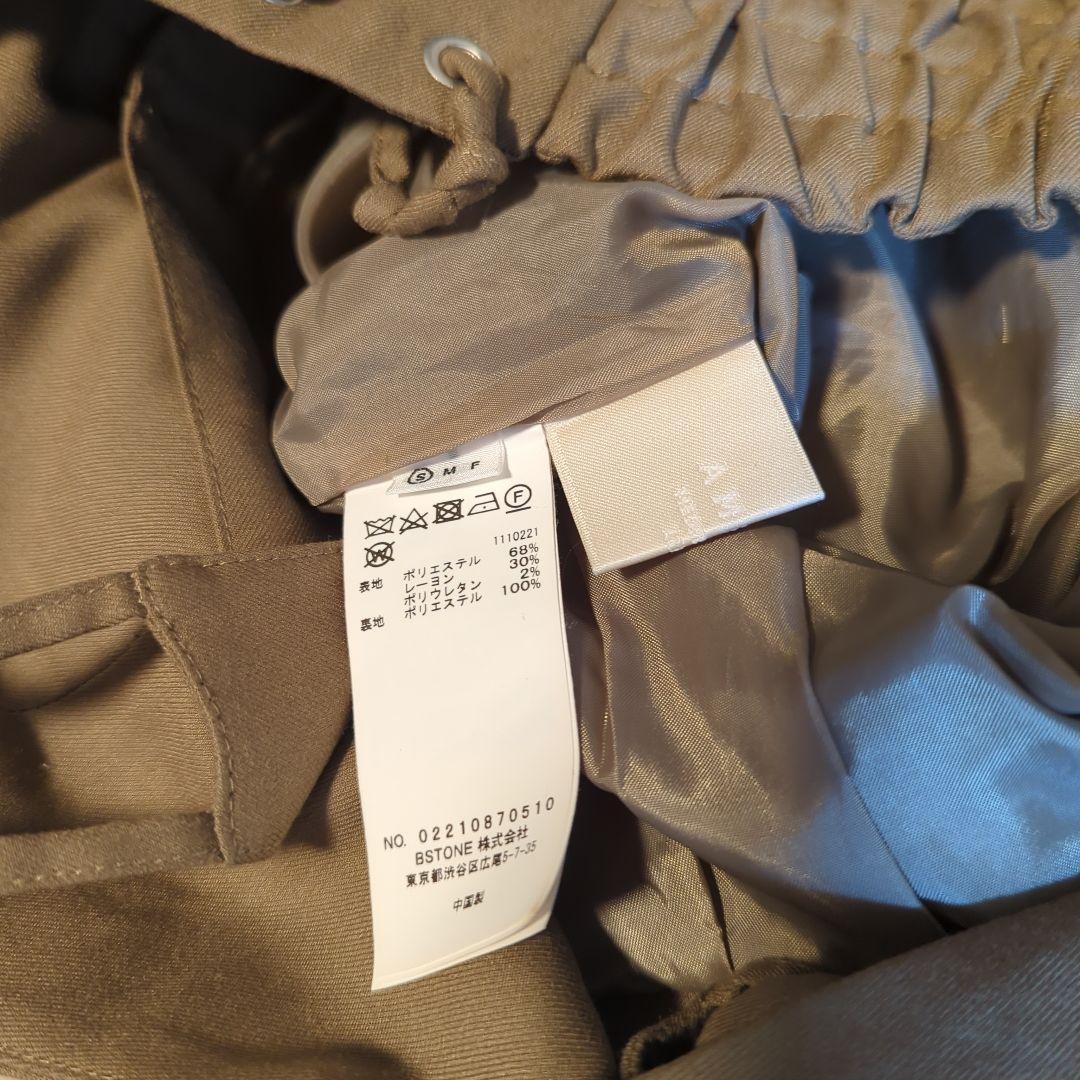 S M F
F
W
1110221
表地 ポリエステル 68%
レーヨン 30%
ポリウレタン 2%
裏地 ポリエステル 100%
NO. 02210870510
BSTONE 株式会社
東京都渋谷区広尾5-7-35
中国製
A M